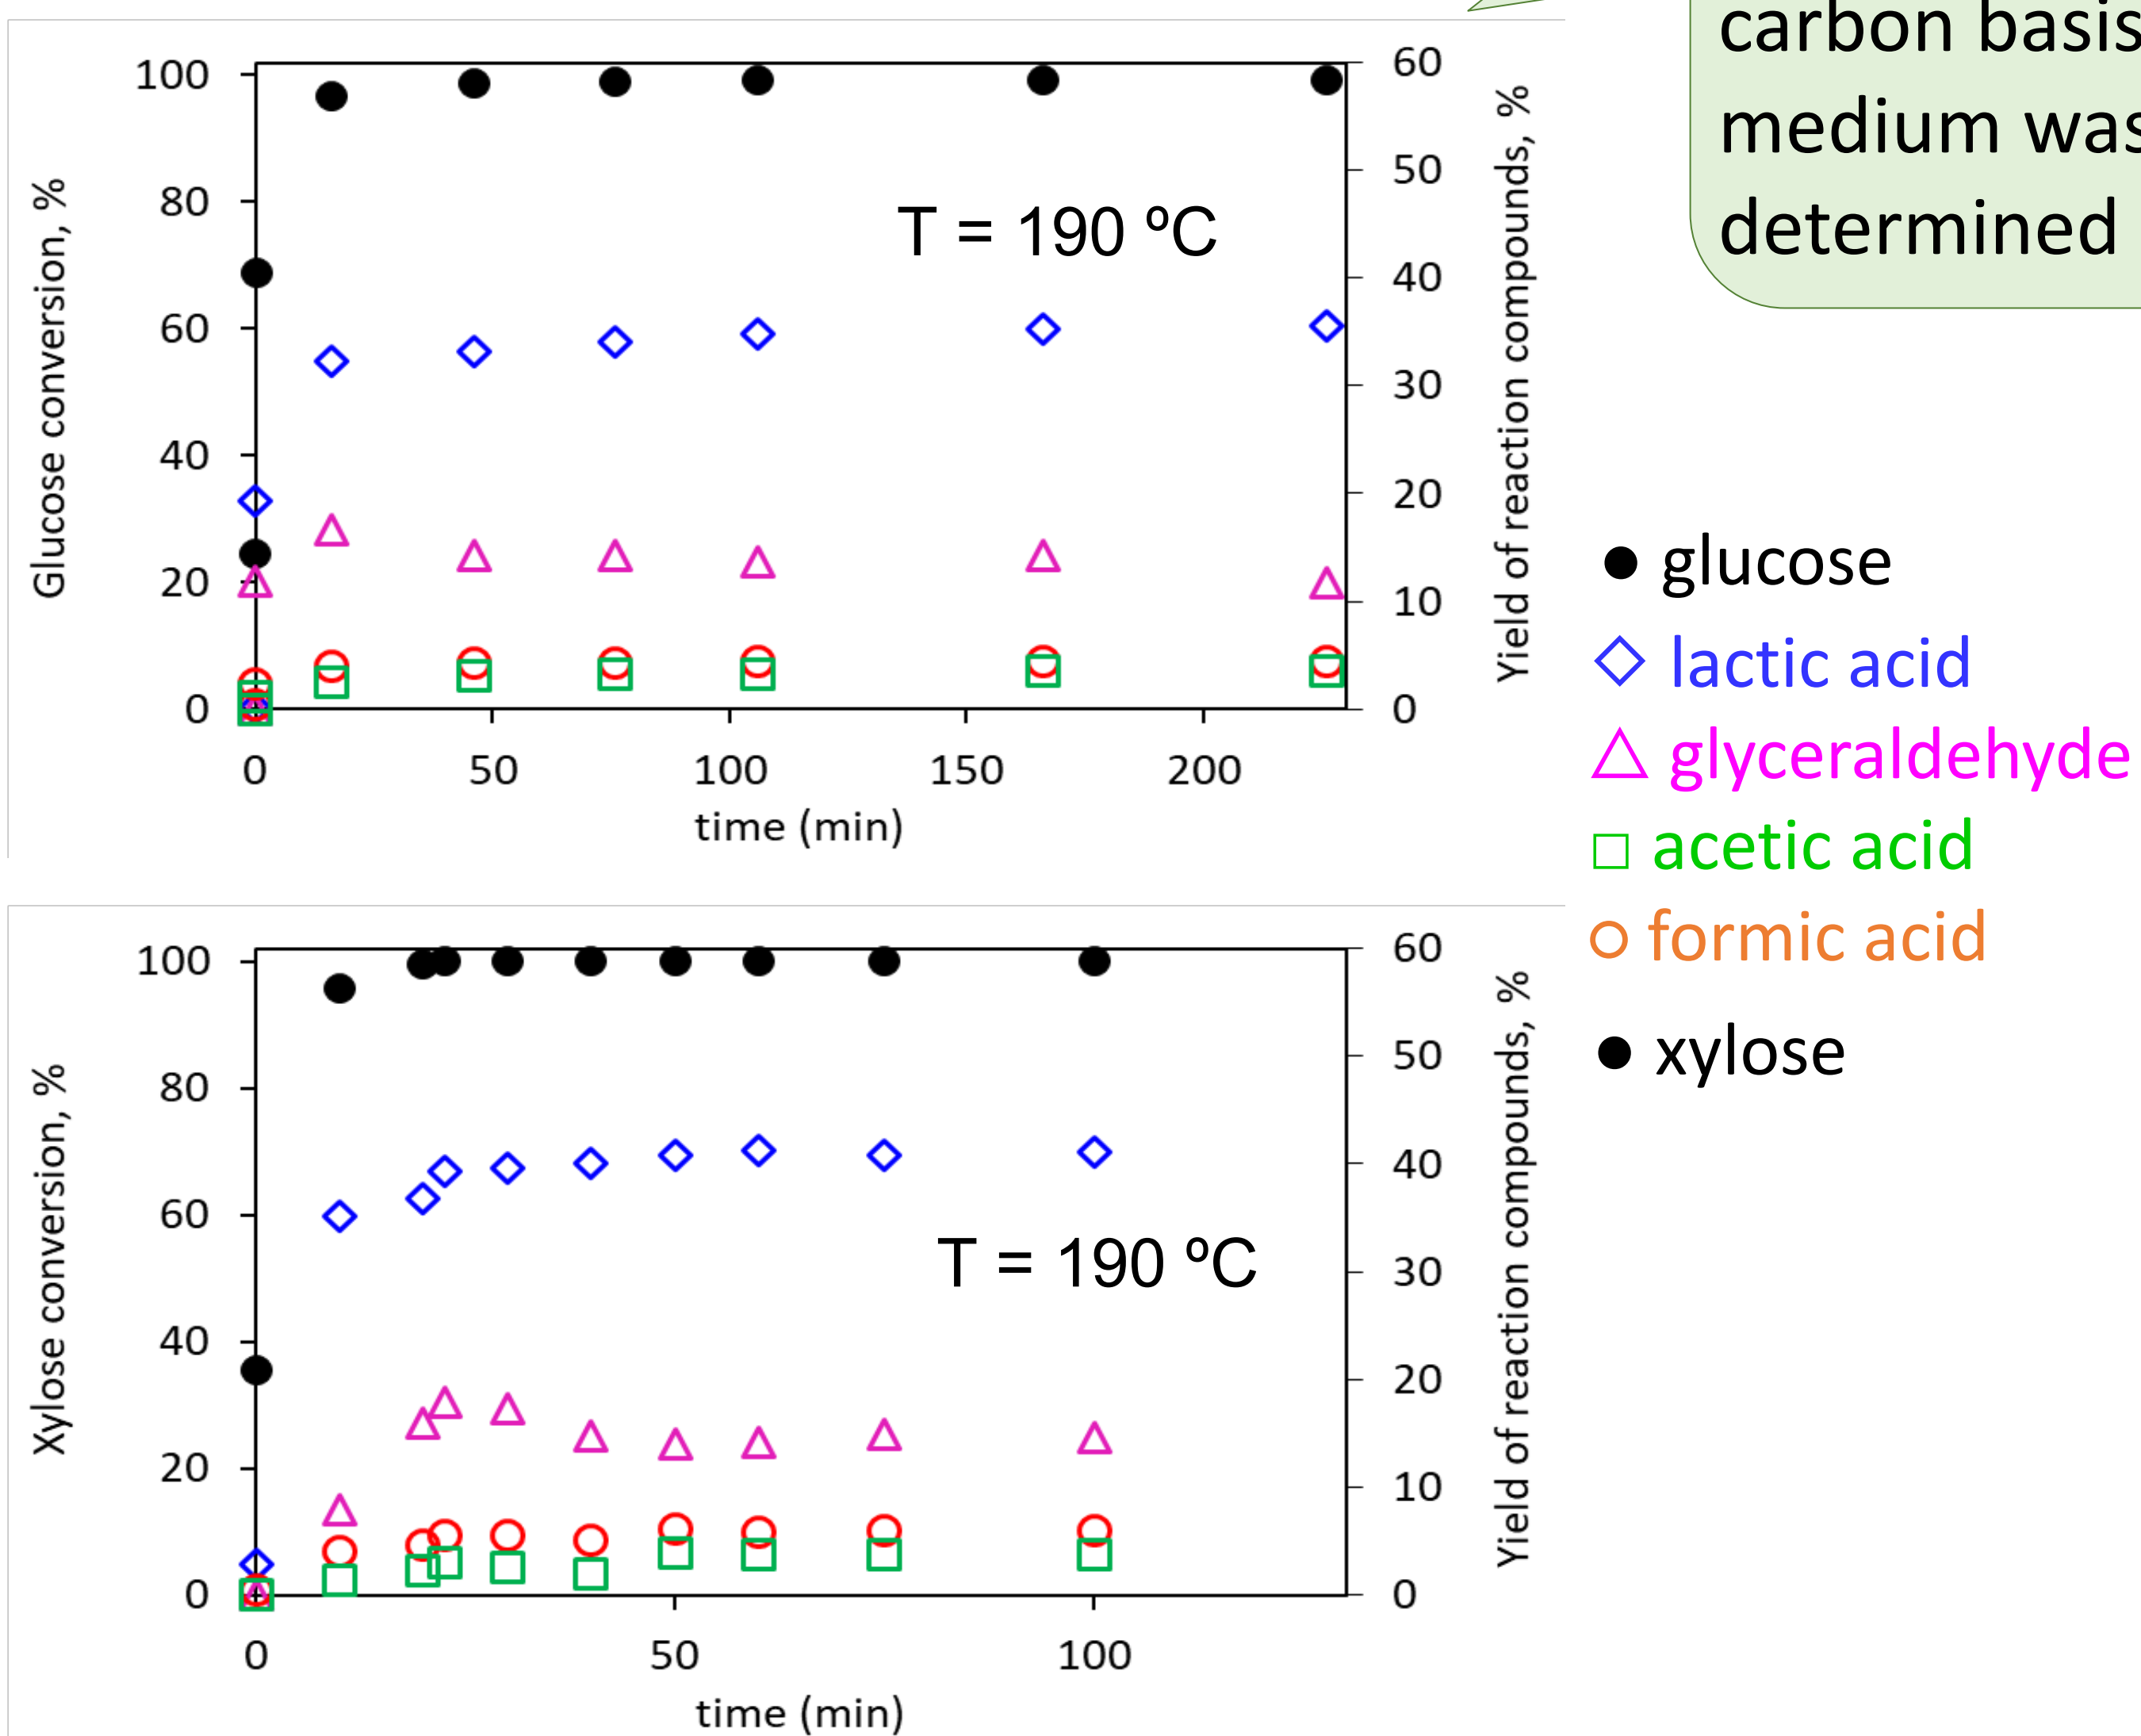 carbon basis
medium was
determined
100
80
60
40
20
0
Glucose conversion, %
T = 190 ºC
60
50
40
30
20
10
0
Yield of reaction compounds, %
0 50 100 150 200
time (min)
glucose
lactic acid
glyceraldehyde
acetic acid
formic acid
xylose
100
80
60
40
20
0
Xylose conversion, %
T = 190 ºC
60
50
40
30
20
10
0
Yield of reaction compounds, %
0 50 100
time (min)